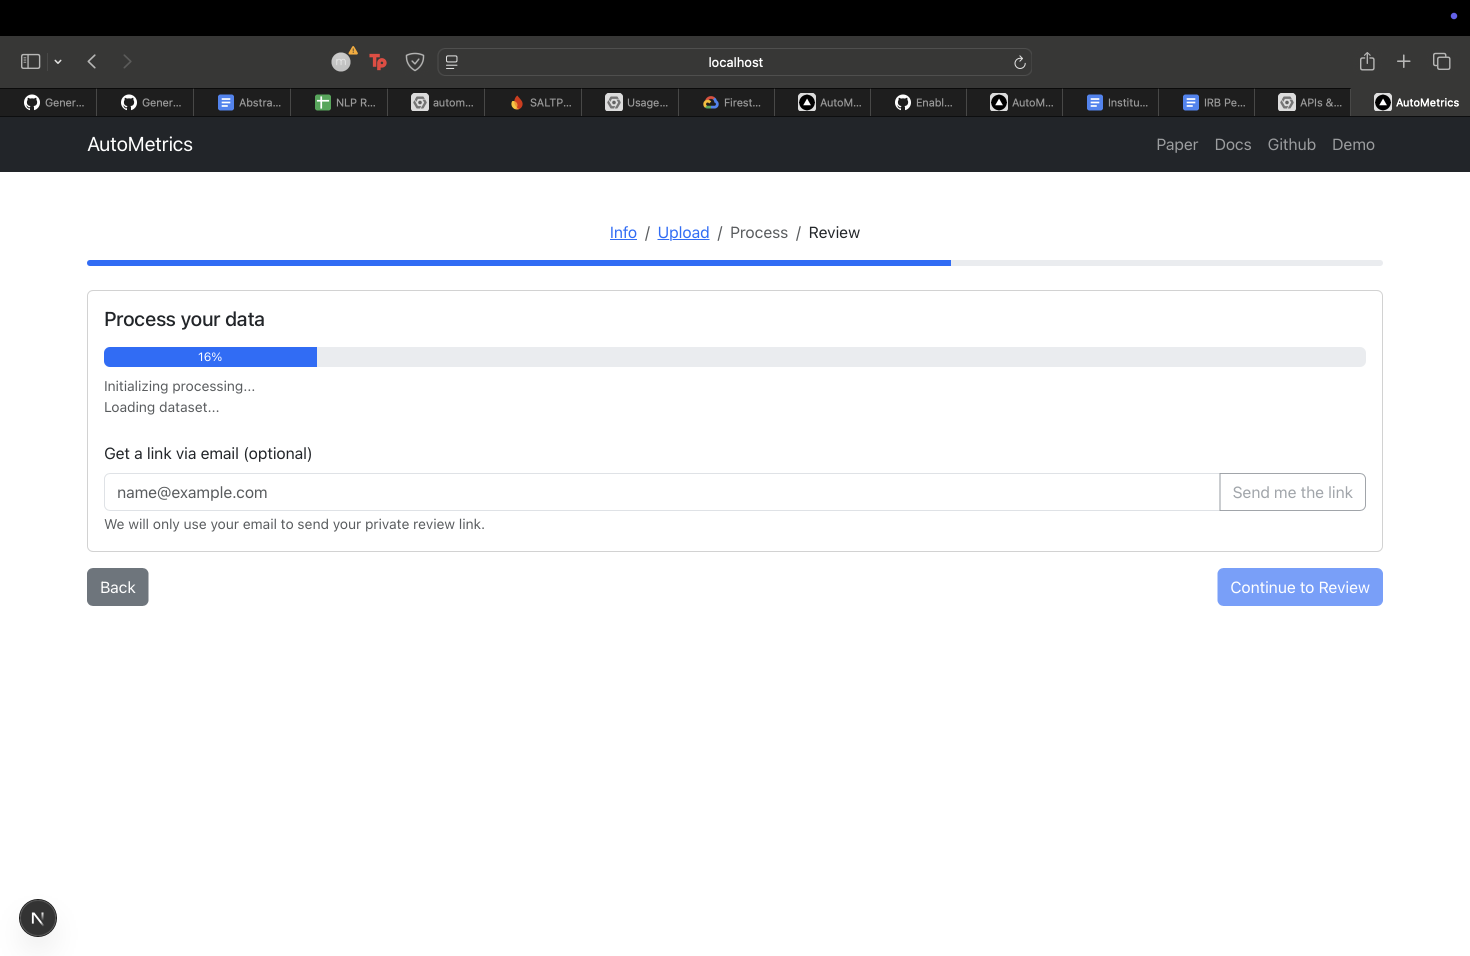 localhost
Gener...
Gener...
Abstra...
NLP R...
autom...
SALTP...
Usage...
Firest...
AutoM...
Enabl...
AutoM...
Institu...
IRB Pe...
APIs &...
AutoMetrics
AutoMetrics
Paper Docs Github Demo
Info / Upload / Process / Review
Process your data
16%
Initializing processing...
Loading dataset...
Get a link via email (optional)
name@example.com
Send me the link
We will only use your email to send your private review link.
Back
Continue to Review
N